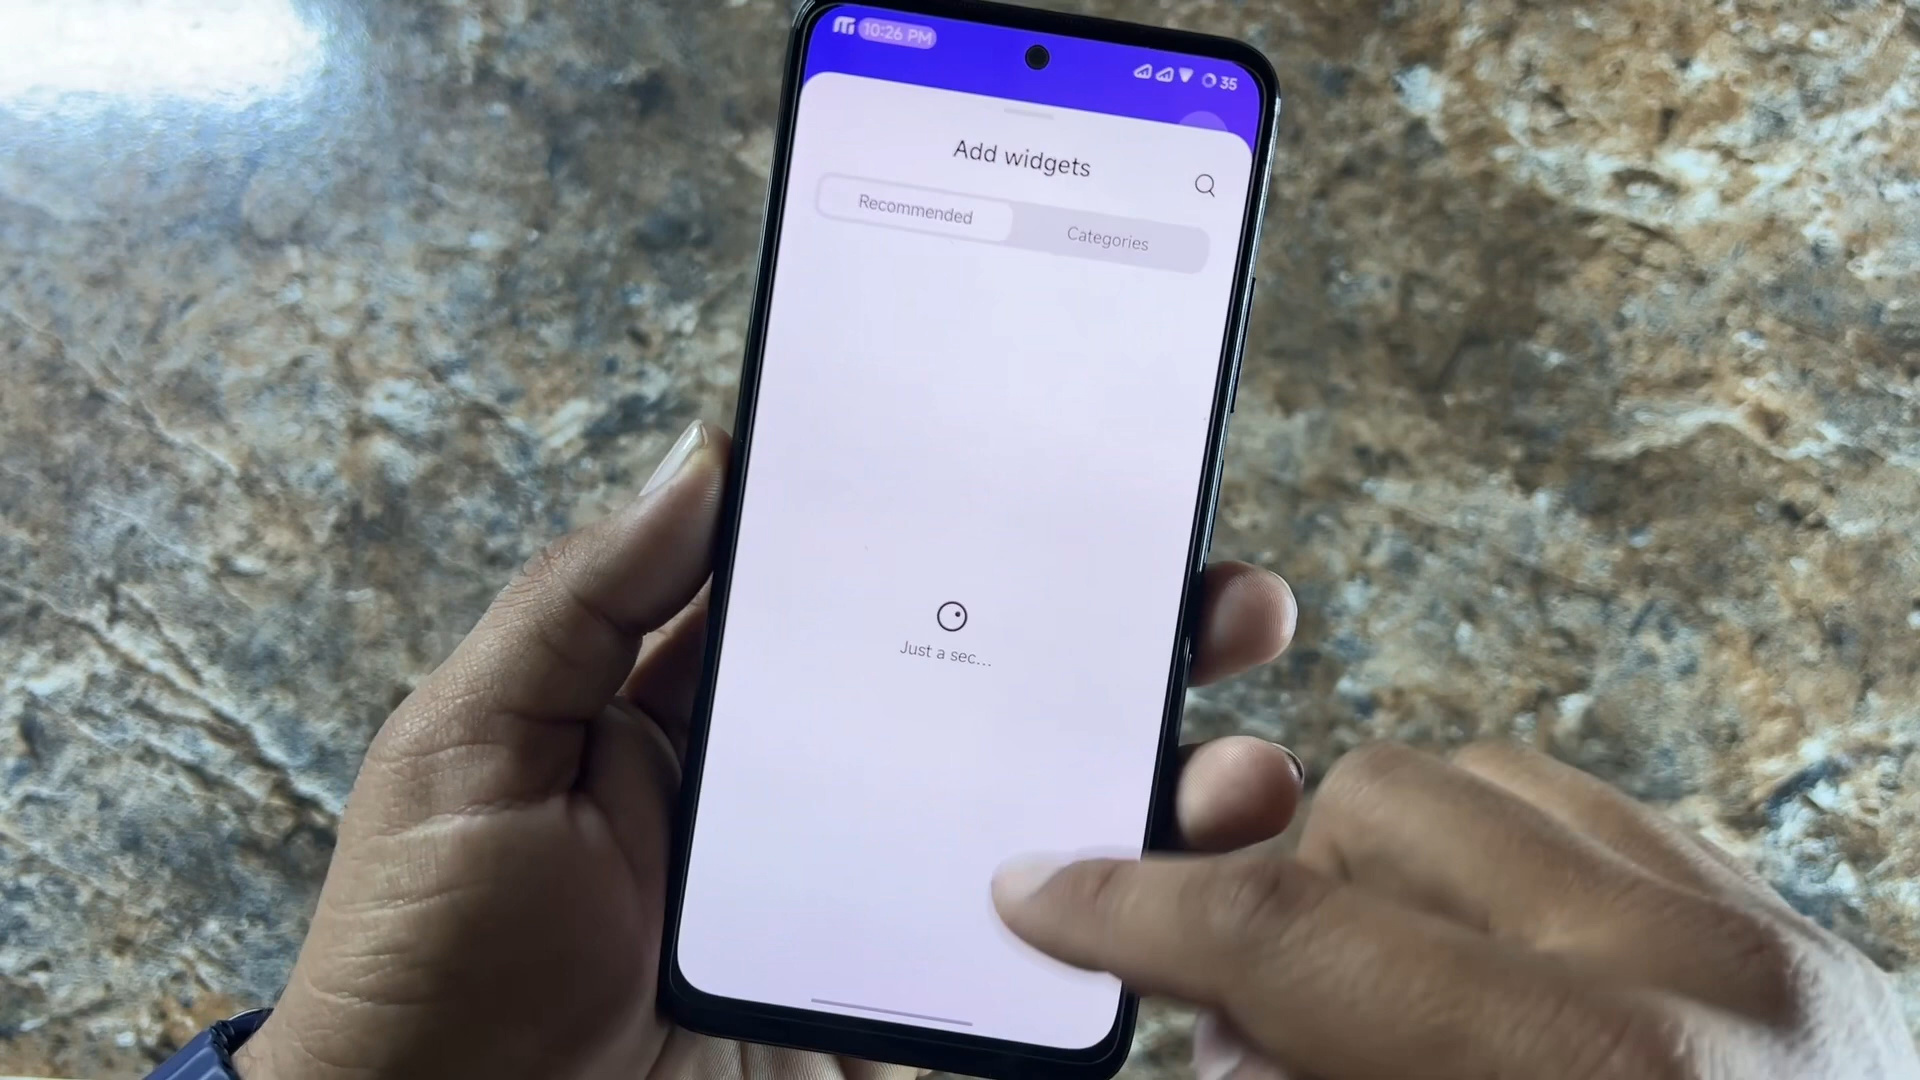 10:26 PM
35
Add widgets
Recommended
Categories
Just a sec...